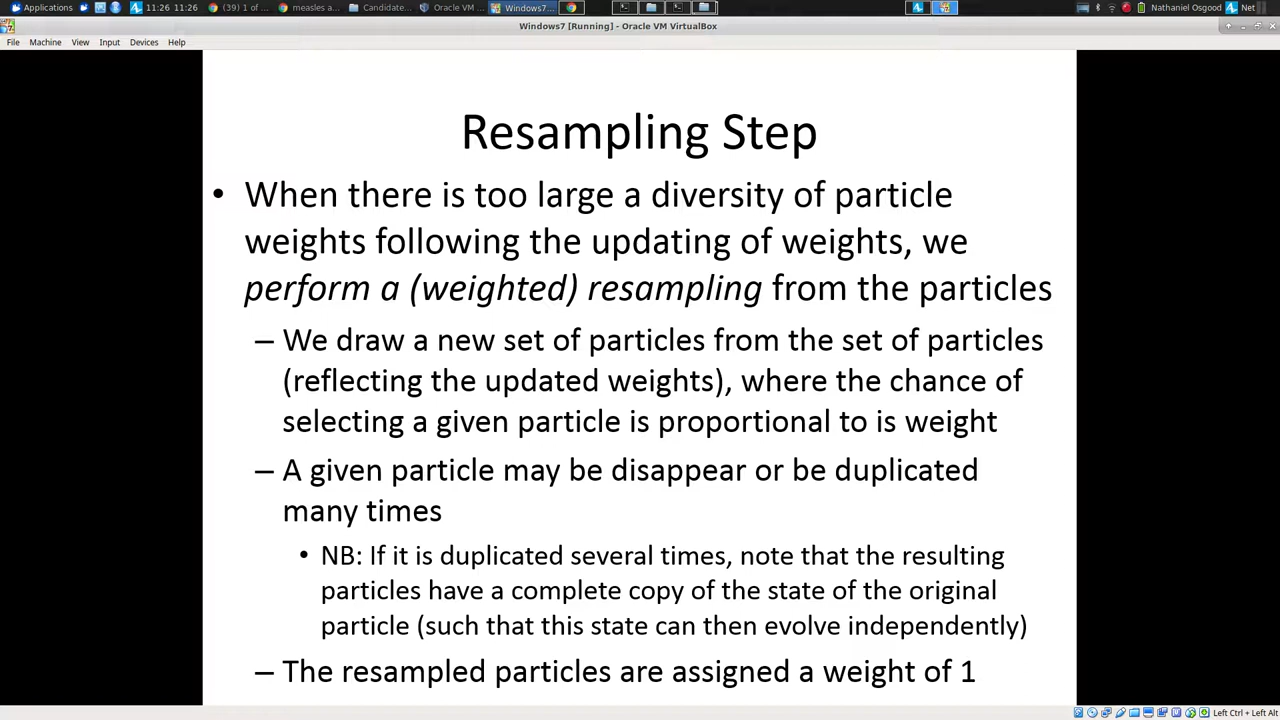 Applications 11:26 11:26 (39) 1 of ... measles a... Candidate... Oracle VM ... Windows7... Nathaniel Osgood Net
Windows7 [Running] - Oracle VM VirtualBox
File Machine View Input Devices Help
Resampling Step
• When there is too large a diversity of particle
weights following the updating of weights, we
perform a (weighted) resampling from the particles
– We draw a new set of particles from the set of particles
(reflecting the updated weights), where the chance of
selecting a given particle is proportional to is weight
– A given particle may be disappear or be duplicated
many times
• NB: If it is duplicated several times, note that the resulting
particles have a complete copy of the state of the original
particle (such that this state can then evolve independently)
– The resampled particles are assigned a weight of 1
Left Ctrl + Left Alt